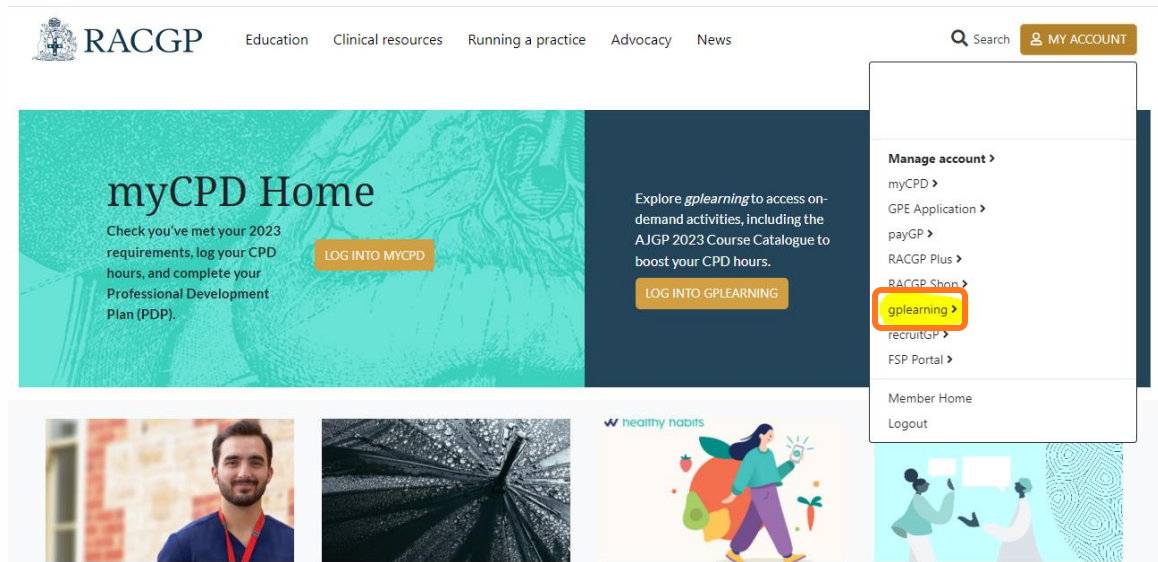 RACGP
Education Clinical resources Running a practice Advocacy News
Search MY ACCOUNT
myCPD Home
Check you've met your 2023
requirements, log your CPD
hours, and complete your
Professional Development
Plan (PDP).
LOG INTO MYCPD
Explore gplearning to access on-
demand activities, including the
AJGP 2023 Course Catalogue to
boost your CPD hours.
LOG INTO GPLEARNING
Manage account >
myCPD >
GPE Application >
payGP >
RACGP Plus >
RACGP Shop >
gplearning >
recruitGP >
FSP Portal >
Member Home
Logout
healthy habits